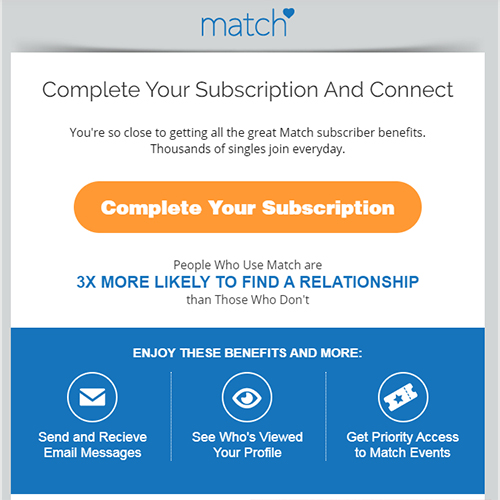 match
Complete Your Subscription And Connect
You're so close to getting all the great Match subscriber benefits.
Thousands of singles join everyday.
Complete Your Subscription
People Who Use Match are
3X MORE LIKELY TO FIND A RELATIONSHIP
than Those Who Don't
ENJOY THESE BENEFITS AND MORE:
Send and Recieve
Email Messages
See Who's Viewed
Your Profile
Get Priority Access
to Match Events